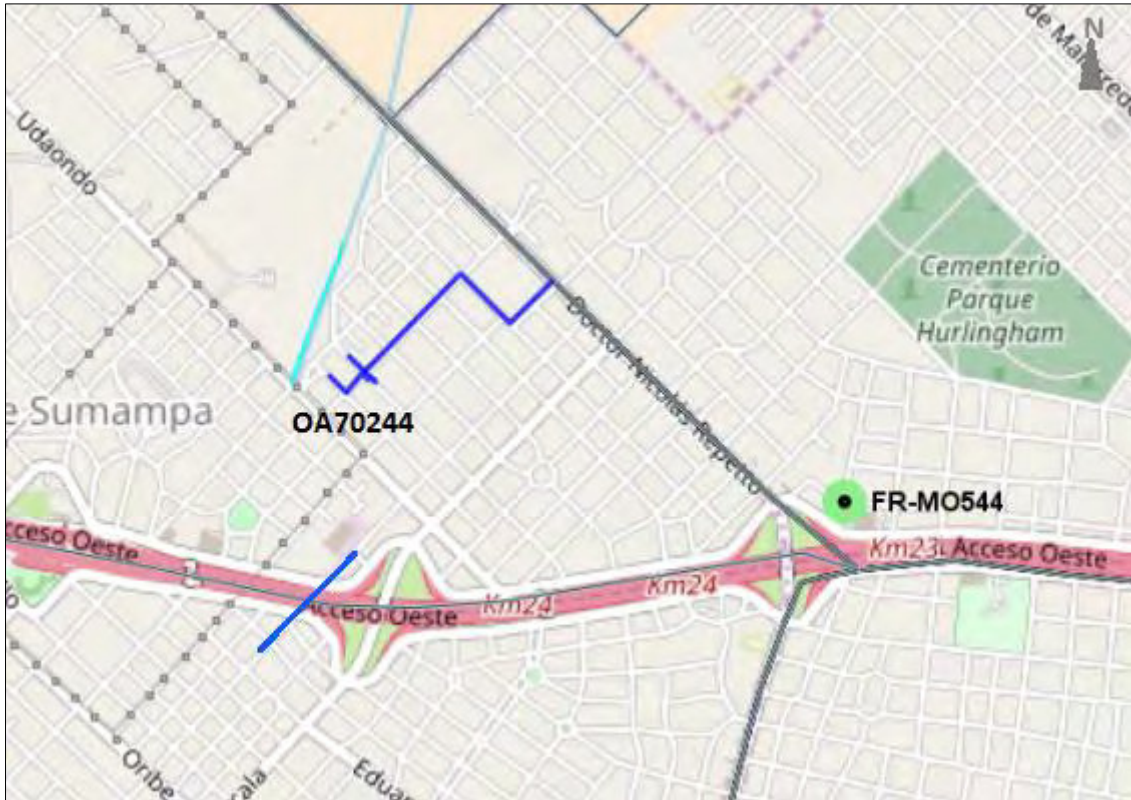 N
Udaondo
Cementerio
Parque
Hurlingham
Doctor Nicolás Repetto
e Sumampa
OA70244
FR-MO544
Acceso Oeste
Km23
Acceso Oeste
Km24
Km24
Acceso Oeste
Oribe
cala